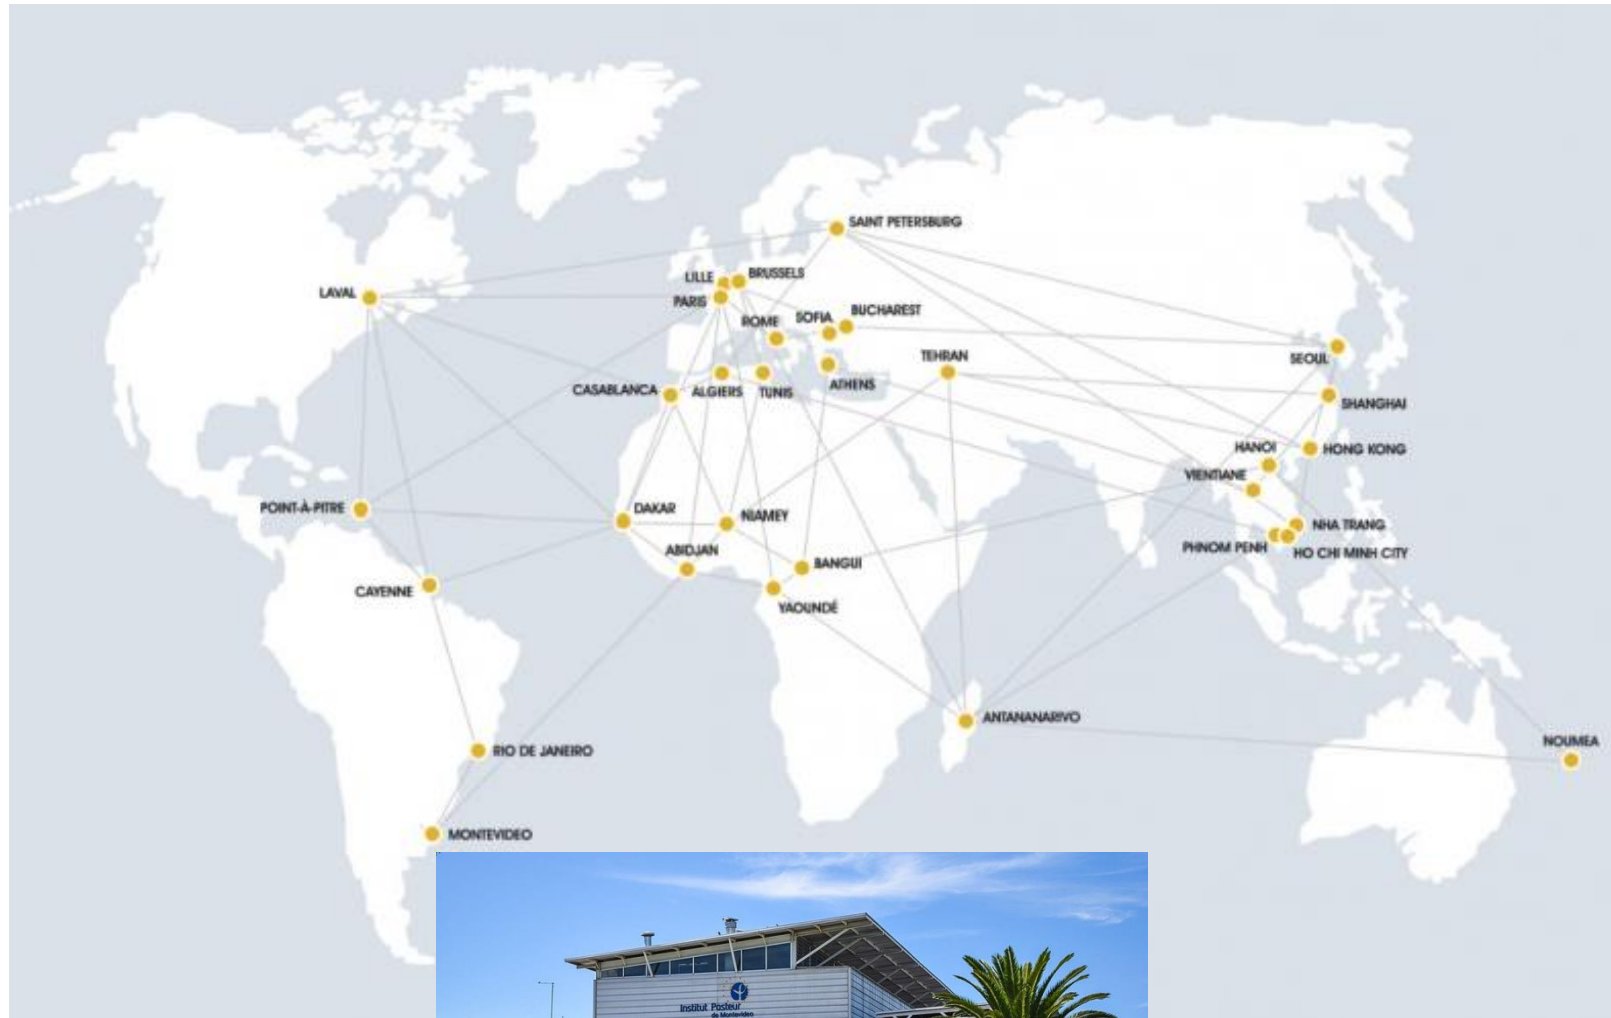 SAINT PETERSBURG
LILLE
BRUSSELS
LAVAL
PARIS
ROME
SOFIA
BUCHAREST
TEHRAN
SEOUL
CASABLANCA
ALGIERS
TUNIS
ATHENS
SHANGHAI
HANOI
HONG KONG
VIENTIANE
POINT-À-PITRE
DAKAR
NIAMEY
NHA TRANG
ABIDJAN
BANGUI
PHNOM PENH
HO CHI MINH CITY
CAYENNE
YAOUNDÉ
ANTANANARIVO
NOUMEA
RIO DE JANEIRO
MONTEVIDEO
Institut Pasteur
de Montevideo